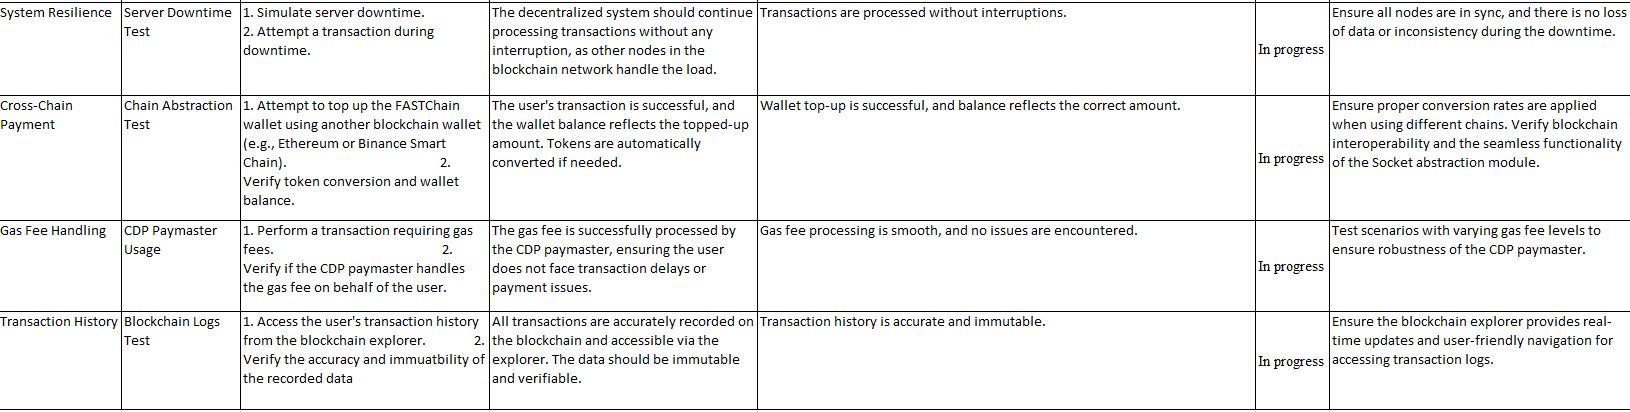 System Resilience
Server Downtime
Test
1. Simulate server downtime.
2. Attempt a transaction during
downtime.
The decentralized system should continue
processing transactions without any
interruption, as other nodes in the
blockchain network handle the load.
Transactions are processed without interruptions.
In progress
Ensure all nodes are in sync, and there is no loss
of data or inconsistency during the downtime.
Cross-Chain
Payment
Chain Abstraction
Test
1. Attempt to top up the FASTChain
wallet using another blockchain wallet
(e.g., Ethereum or Binance Smart
Chain). 2.
Verify token conversion and wallet
balance.
The user's transaction is successful, and
the wallet balance reflects the topped-up
amount. Tokens are automatically
converted if needed.
Wallet top-up is successful, and balance reflects the correct amount.
In progress
Ensure proper conversion rates are applied
when using different chains. Verify blockchain
interoperability and the seamless functionality
of the Socket abstraction module.
Gas Fee Handling
CDP Paymaster
Usage
1. Perform a transaction requiring gas
fees. 2.
Verify if the CDP paymaster handles
the gas fee on behalf of the user.
The gas fee is successfully processed by
the CDP paymaster, ensuring the user
does not face transaction delays or
payment issues.
Gas fee processing is smooth, and no issues are encountered.
In progress
Test scenarios with varying gas fee levels to
ensure robustness of the CDP paymaster.
Transaction History
Blockchain Logs
Test
1. Access the user's transaction history
from the blockchain explorer. 2.
Verify the accuracy and immuatbility of
the recorded data
All transactions are accurately recorded on
the blockchain and accessible via the
explorer. The data should be immutable
and verifiable.
Transaction history is accurate and immutable.
In progress
Ensure the blockchain explorer provides real-
time updates and user-friendly navigation for
accessing transaction logs.